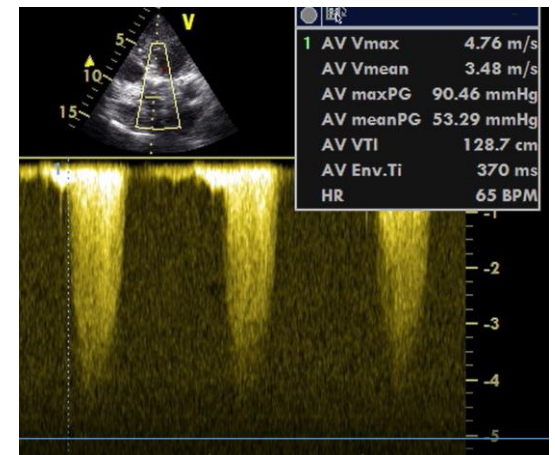 V
5
10
15
1 AV Vmax 4.76 m/s
AV Vmean 3.48 m/s
AV maxPG 90.46 mmHg
AV meanPG 53.29 mmHg
AV VTI 128.7 cm
AV Env.Ti 370 ms
HR 65 BPM
1
-1
-2
-3
-4
-5